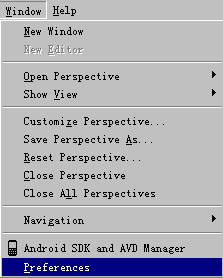 Window Help
New Window
New Editor
Open Perspective
Show View
Customize Perspective...
Save Perspective As...
Reset Perspective...
Close Perspective
Close All Perspectives
Navigation
Android SDK and AVD Manager
Preferences